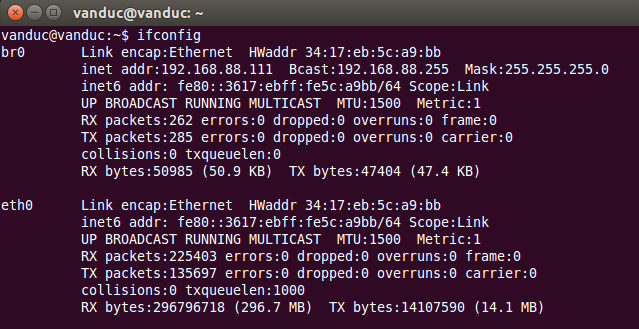 vanduc@vanduc: ~
vanduc@vanduc:~$ ifconfig
br0 Link encap:Ethernet HWaddr 34:17:eb:5c:a9:bb
inet addr:192.168.88.111 Bcast:192.168.88.255 Mask:255.255.255.0
inet6 addr: fe80::3617:ebff:fe5c:a9bb/64 Scope:Link
UP BROADCAST RUNNING MULTICAST MTU:1500 Metric:1
RX packets:262 errors:0 dropped:0 overruns:0 frame:0
TX packets:285 errors:0 dropped:0 overruns:0 carrier:0
collisions:0 txqueuelen:0
RX bytes:50985 (50.9 KB) TX bytes:47404 (47.4 KB)
eth0 Link encap:Ethernet HWaddr 34:17:eb:5c:a9:bb
inet6 addr: fe80::3617:ebff:fe5c:a9bb/64 Scope:Link
UP BROADCAST RUNNING MULTICAST MTU:1500 Metric:1
RX packets:225403 errors:0 dropped:0 overruns:0 frame:0
TX packets:135697 errors:0 dropped:0 overruns:0 carrier:0
collisions:0 txqueuelen:1000
RX bytes:296796718 (296.7 MB) TX bytes:14107590 (14.1 MB)